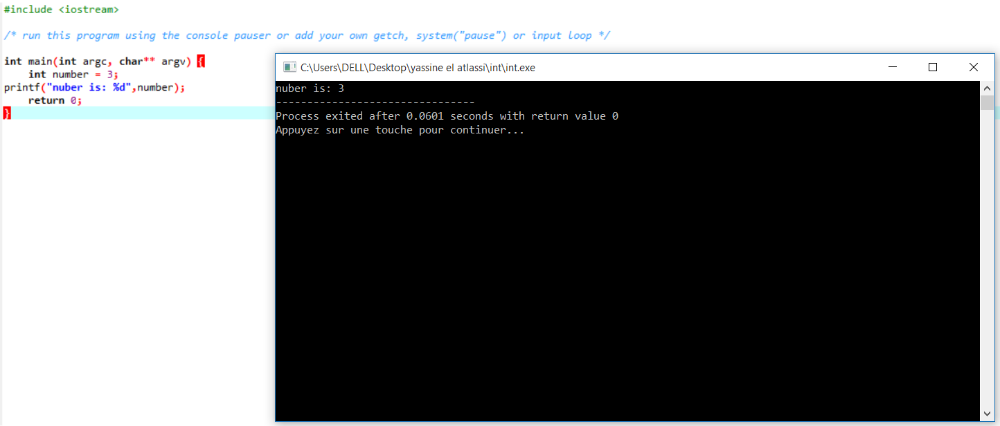 #include <iostream>
/* run this program using the console pauser or add your own getch, system("pause") or input loop */
int main(int argc, char** argv) {
    int number = 3;
printf("nuber is: %d",number);
    return 0;
}
C:\Users\DELL\Desktop\yassine el atlassi\int\int.exe
nuber is: 3
--------------------------------
Process exited after 0.0601 seconds with return value 0
Appuyez sur une touche pour continuer...